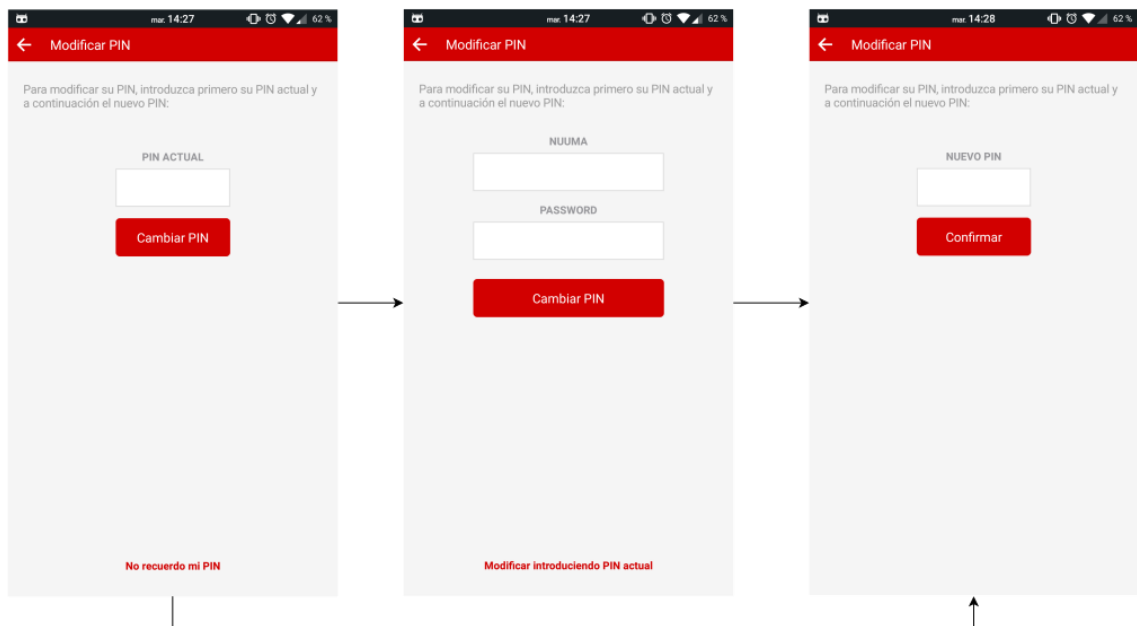 mar. 14:27
62 %
Modificar PIN
Para modificar su PIN, introduzca primero su PIN actual y
a continuación el nuevo PIN:
PIN ACTUAL
Cambiar PIN
No recuerdo mi PIN
mar. 14:27
62 %
Modificar PIN
Para modificar su PIN, introduzca primero su PIN actual y
a continuación el nuevo PIN:
NUUMA
PASSWORD
Cambiar PIN
Modificar introduciendo PIN actual
mar. 14:28
62 %
Modificar PIN
Para modificar su PIN, introduzca primero su PIN actual y
a continuación el nuevo PIN:
NUEVO PIN
Confirmar